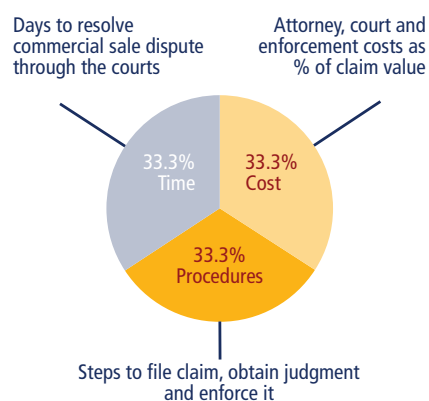 Days to resolve
commercial sale dispute
through the courts
Attorney, court and
enforcement costs as
% of claim value
33.3%
Time
33.3%
Cost
33.3%
Procedures
Steps to file claim, obtain judgment
and enforce it